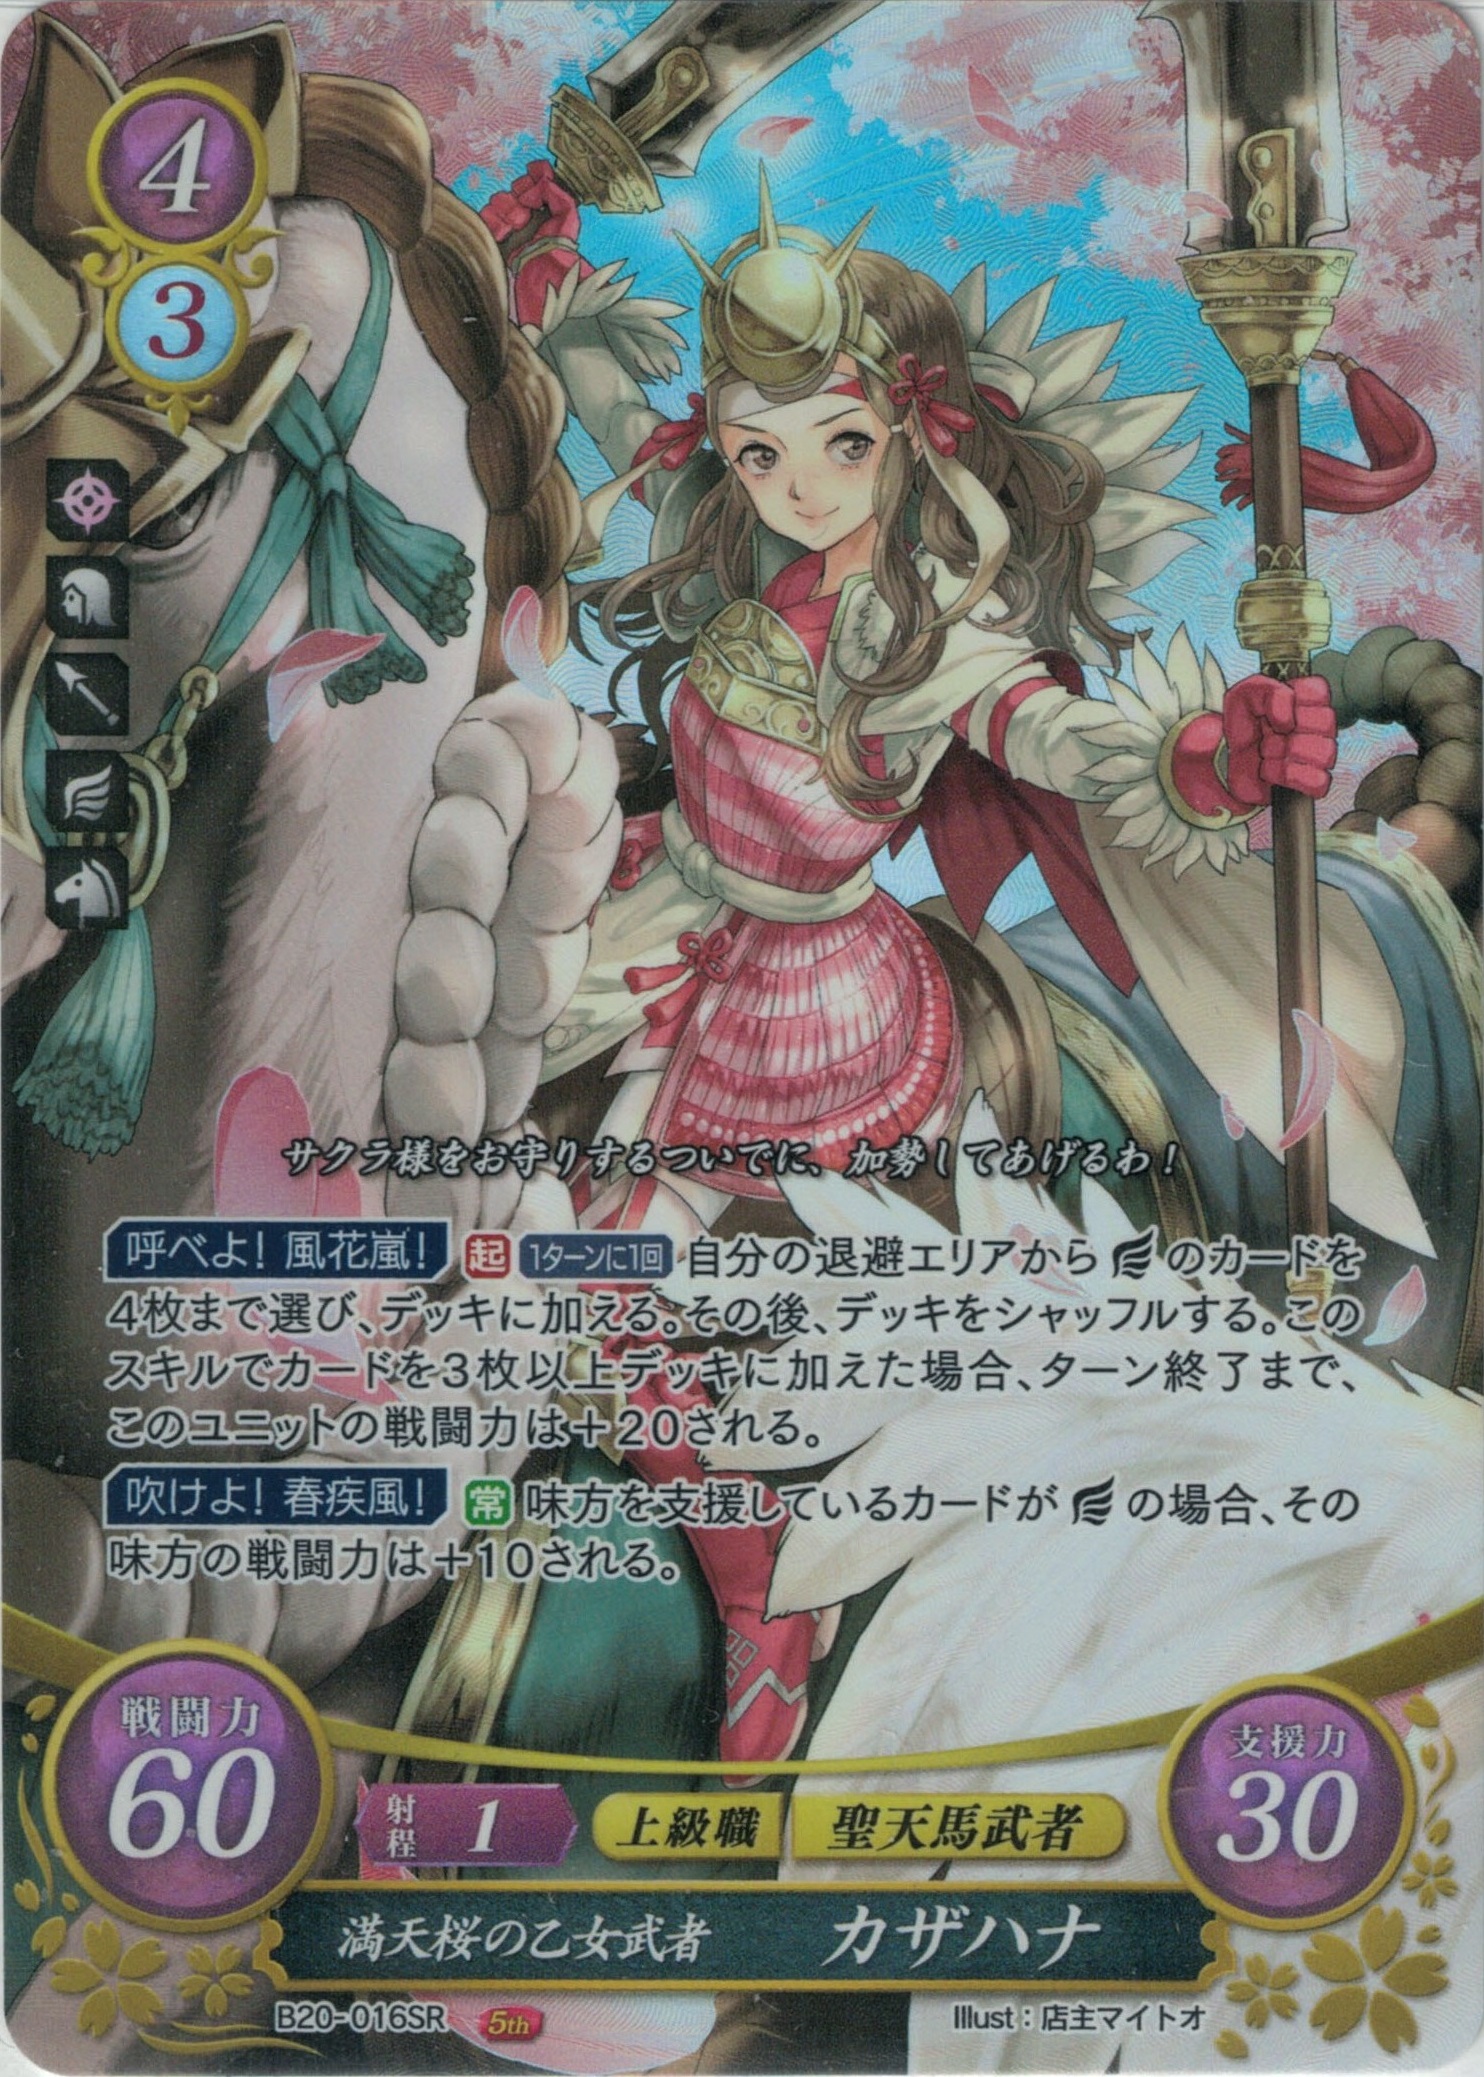 4
3
サクラ様をお守りするついでに、加勢してあげるわ！
呼べよ！風花嵐！ 起 1ターンに1回 自分の退避エリアからのカードを
4枚まで選び、デッキに加える。その後、デッキをシャッフルする。この
スキルでカードを3枚以上デッキに加えた場合、ターン終了まで、
このユニットの戦闘力は＋20される。
吹けよ！春疾風！ 常 味方を支援しているカードがの場合、その
味方の戦闘力は＋10される。
戦闘力
60
射程 1
上級職 聖天馬武者
支援力
30
満天桜の乙女武者 カザハナ
B20-016SR 5th Illust：店主マイトオ